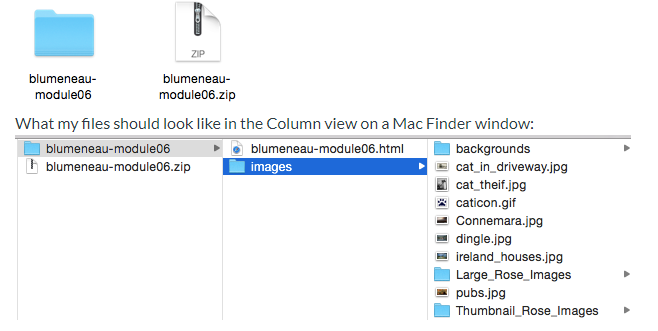 ZIP
blumeneau-
module06
blumeneau-
module06.zip
What my files should look like in the Column view on a Mac Finder window:
blumeneau-module06
blumeneau-module06.zip
blumeneau-module06.html
images
backgrounds
cat_in_driveway.jpg
cat_theif.jpg
caticon.gif
Connemara.jpg
dingle.jpg
ireland_houses.jpg
Large_Rose_Images
pubs.jpg
Thumbnail_Rose_Images